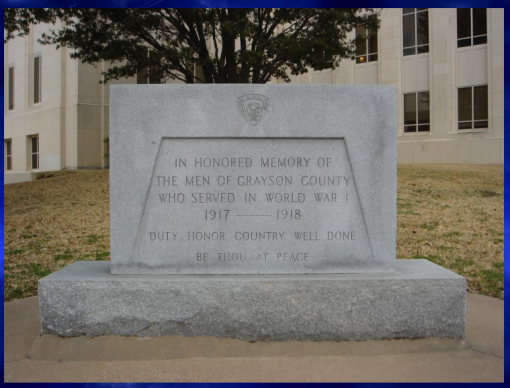 IN HONORED MEMORY OF
THE MEN OF GRAYSON COUNTY
WHO SERVED IN WORLD WAR I
1917 —— 1918
DUTY, HONOR, COUNTRY WELL DONE
BE THOU AT PEACE